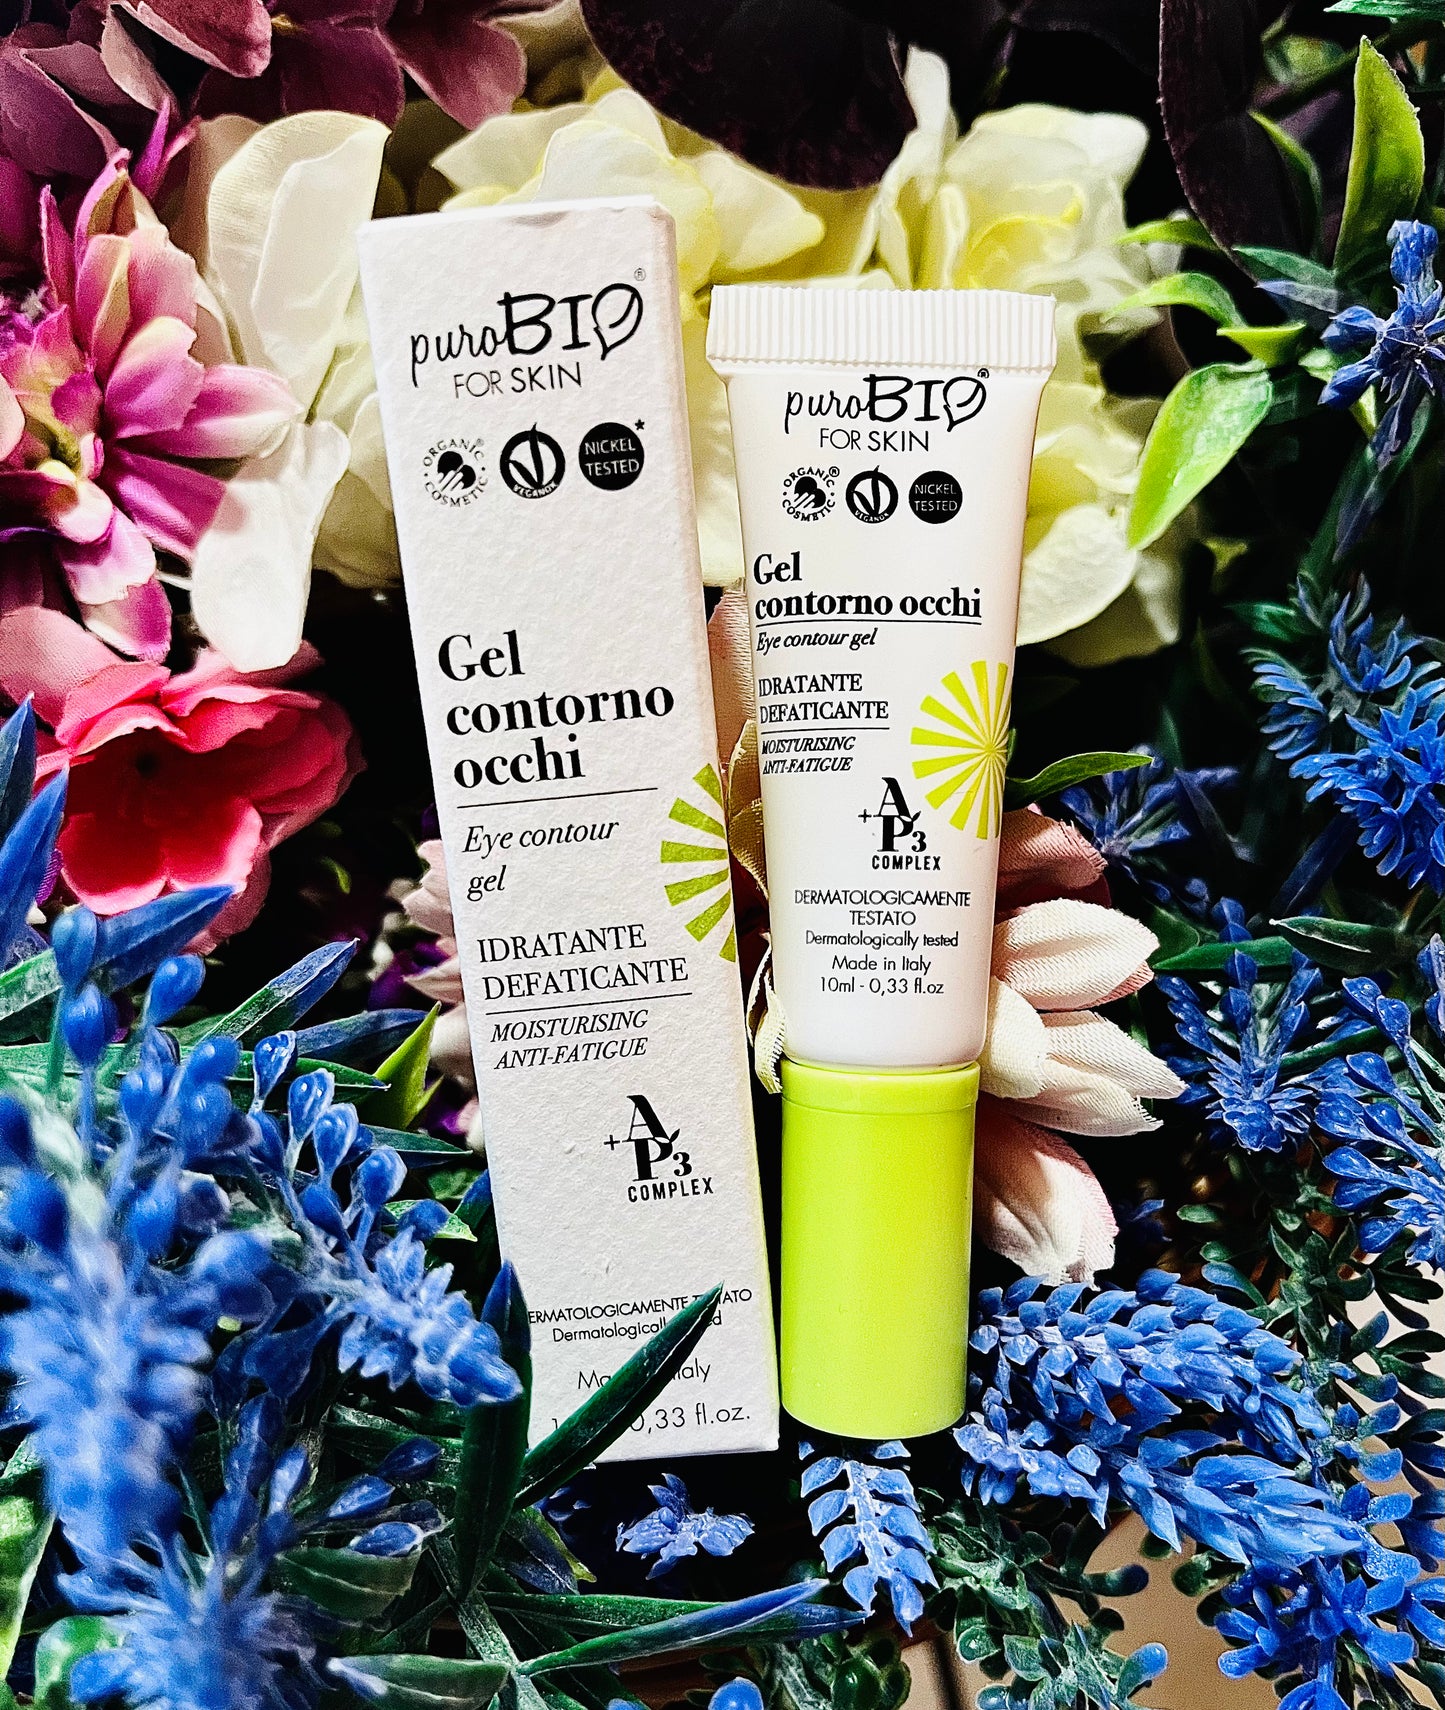 puroBIO®
FOR SKIN
ORGANIC® COSMETIC
VEGANOK
NICKEL
TESTED*
Gel
contorno
occhi
Eye contour
gel
IDRATANTE
DEFATICANTE
MOISTURISING
ANTI-FATIGUE
+AP3
COMPLEX
0,33 fl.oz.
puroBIO®
FOR SKIN
ORGANIC® COSMETIC
VEGANOK
NICKEL
TESTED
Gel
contorno occhi
Eye contour gel
IDRATANTE
DEFATICANTE
MOISTURISING
ANTI-FATIGUE
+AP3
COMPLEX
DERMATOLOGICAMENTE
TESTATO
Dermatologically tested
Made in Italy
10ml - 0,33 fl.oz